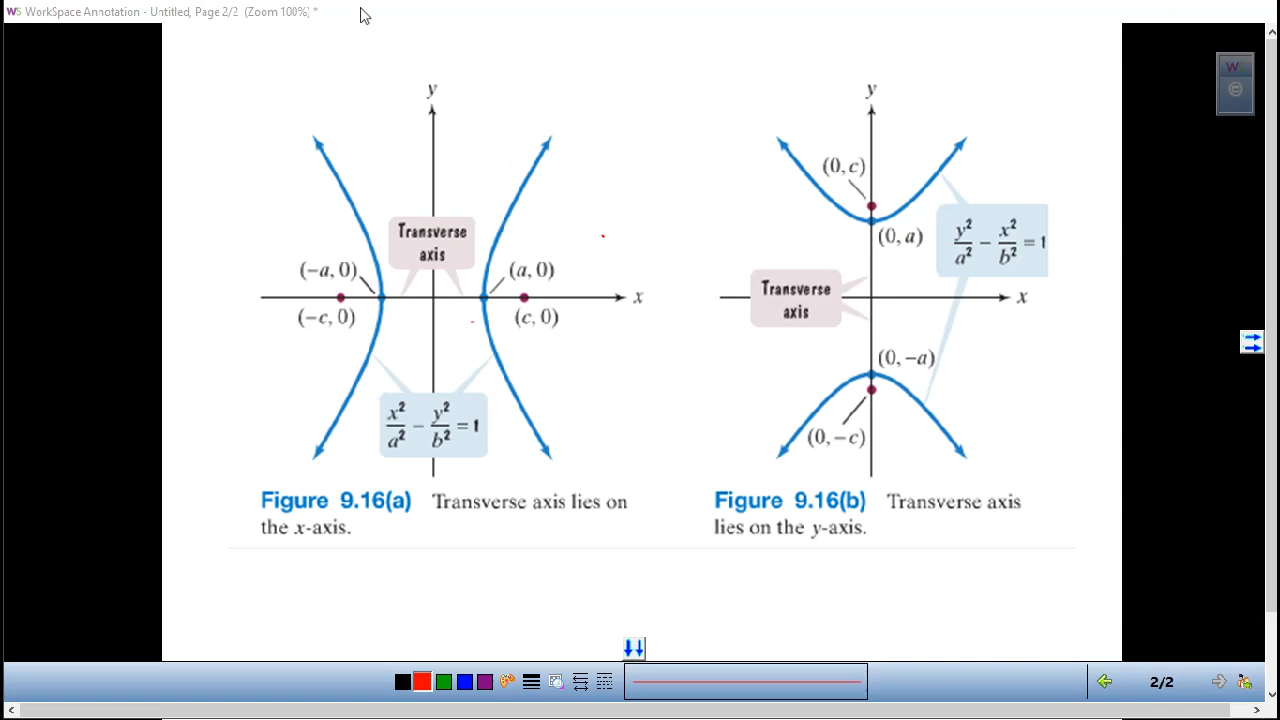 WS WorkSpace Annotation - Untitled, Page 2/2 (Zoom 100%) *
W
y
Transverse
axis
(−a, 0)
(a, 0)
x
(−c, 0)
(c, 0)
x²/a² − y²/b² = 1
Figure 9.16(a) Transverse axis lies on
the x-axis.
y
(0, c)
(0, a)
y²/a² − x²/b² = 1
Transverse
axis
x
(0, −a)
(0, −c)
Figure 9.16(b) Transverse axis
lies on the y-axis.
2/2